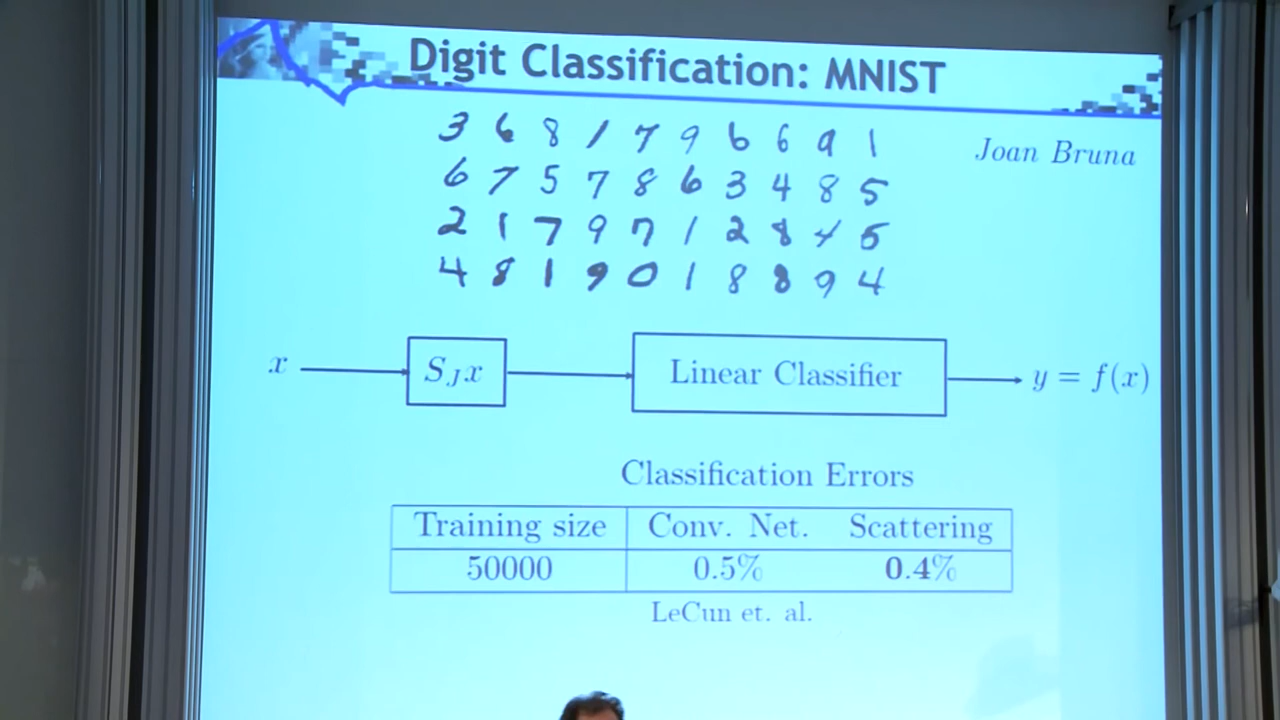 Digit Classification: MNIST
3 6 8 1 7 9 6 6 9 1
Joan Bruna
6 7 5 7 8 6 3 4 8 5
2 1 7 9 7 1 2 8 4 5
4 8 1 9 0 1 8 8 9 4
x
S_J x
Linear Classifier
y = f(x)
Classification Errors
Training size Conv. Net. Scattering
50000 0.5% 0.4%
LeCun et. al.